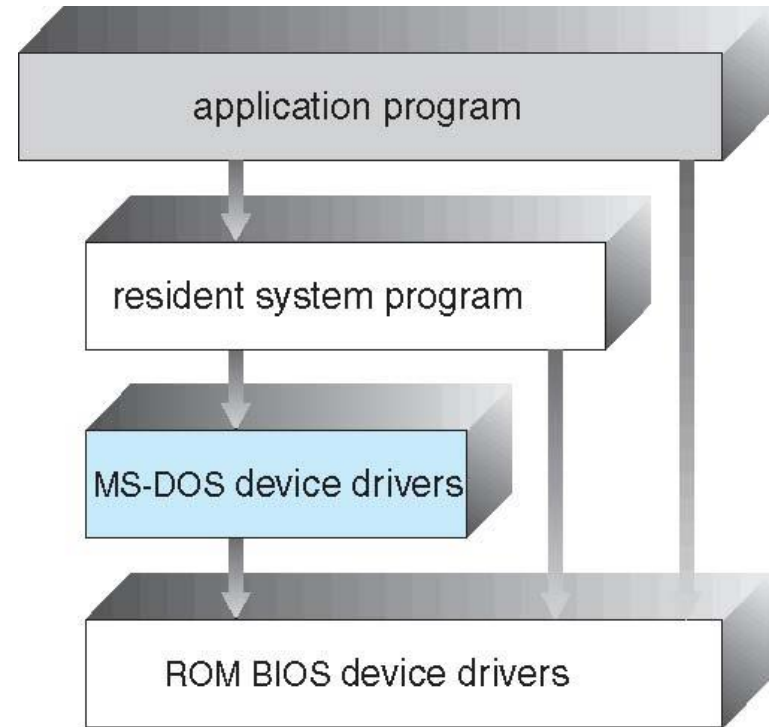 application program
resident system program
MS-DOS device drivers
ROM BIOS device drivers